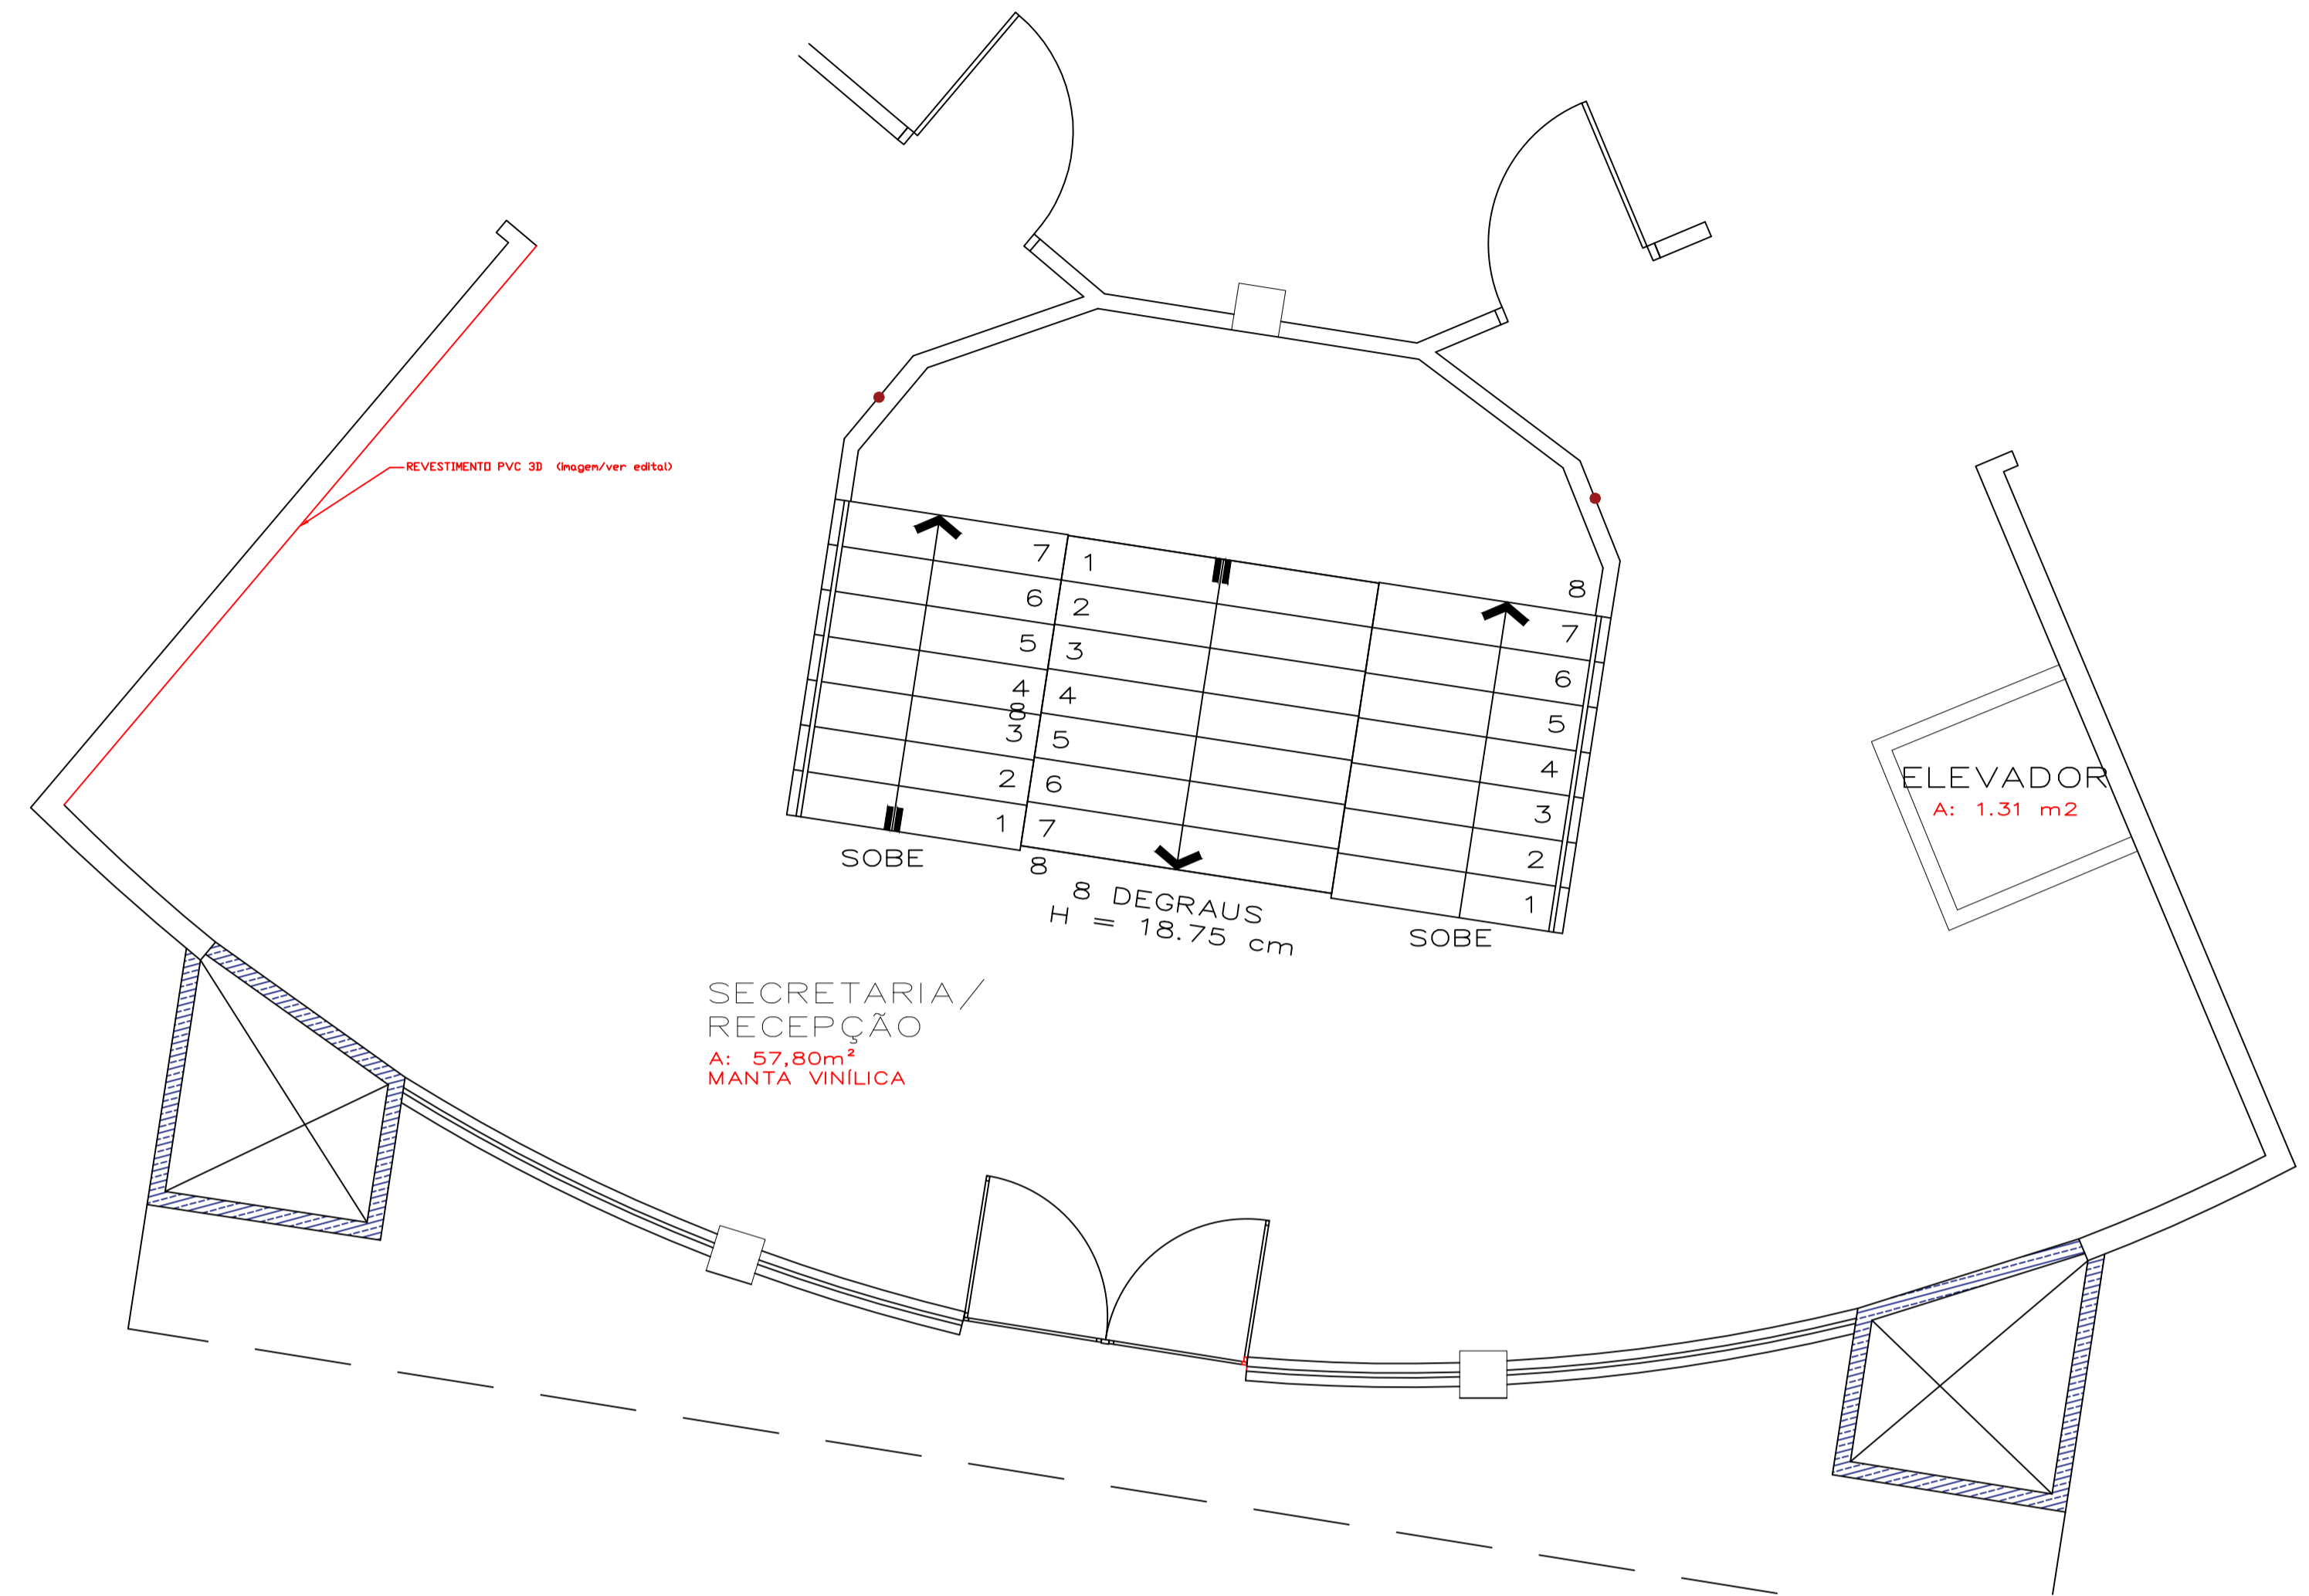 REVESTIMENTO PVC 3D (imagem/ver edital)
7 1
6 2
5 3
4 4
8
3 5
2 6
1 7
8
8
7
6
5
4
3
2
1
SOBE
8 DEGRAUS
H = 18.75 cm
SOBE
ELEVADOR
A: 1.31 m2
SECRETARIA/
RECEPÇÃO
A: 57,80m²
MANTA VINÍLICA